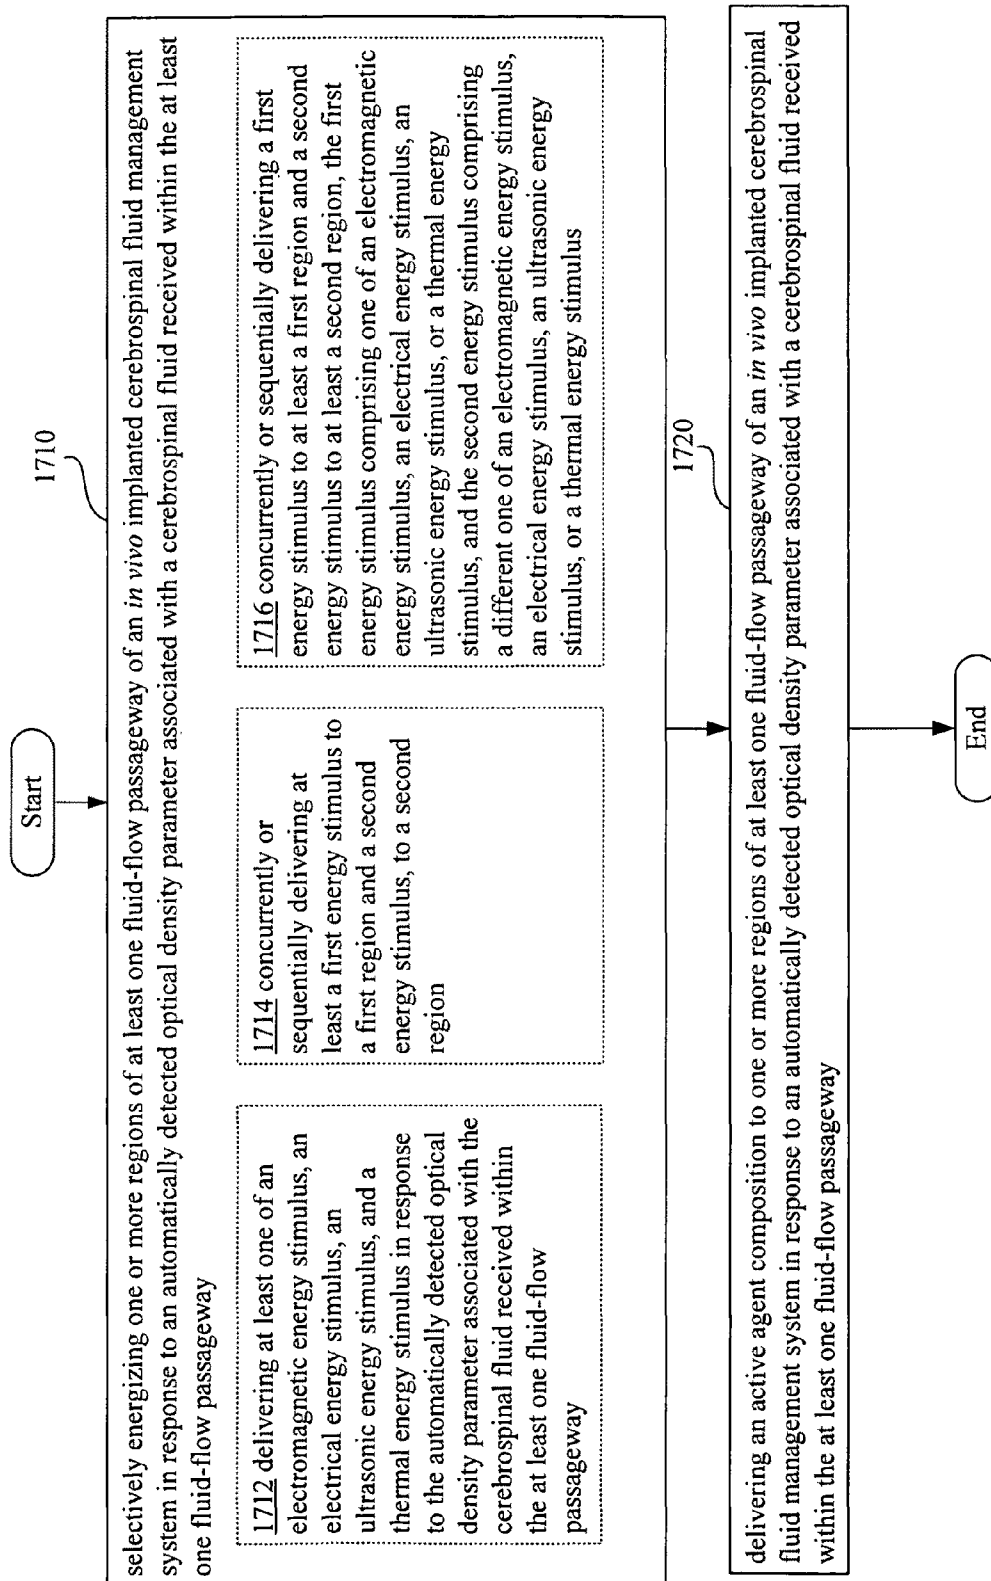 Start
1710
selectively energizing one or more regions of at least one fluid-flow passageway of an in vivo implanted cerebrospinal fluid management
system in response to an automatically detected optical density parameter associated with a cerebrospinal fluid received within the at least
one fluid-flow passageway
1712 delivering at least one of an
electromagnetic energy stimulus, an
electrical energy stimulus, an
ultrasonic energy stimulus, and a
thermal energy stimulus in response
to the automatically detected optical
density parameter associated with the
cerebrospinal fluid received within
the at least one fluid-flow
passageway
1714 concurrently or
sequentially delivering at
least a first energy stimulus to
a first region and a second
energy stimulus, to a second
region
1716 concurrently or sequentially delivering a first
energy stimulus to at least a first region and a second
energy stimulus to at least a second region, the first
energy stimulus comprising one of an electromagnetic
energy stimulus, an electrical energy stimulus, an
ultrasonic energy stimulus, or a thermal energy
stimulus, and the second energy stimulus comprising
a different one of an electromagnetic energy stimulus,
an electrical energy stimulus, an ultrasonic energy
stimulus, or a thermal energy stimulus
1720
delivering an active agent composition to one or more regions of at least one fluid-flow passageway of an in vivo implanted cerebrospinal
fluid management system in response to an automatically detected optical density parameter associated with a cerebrospinal fluid received
within the at least one fluid-flow passageway
End